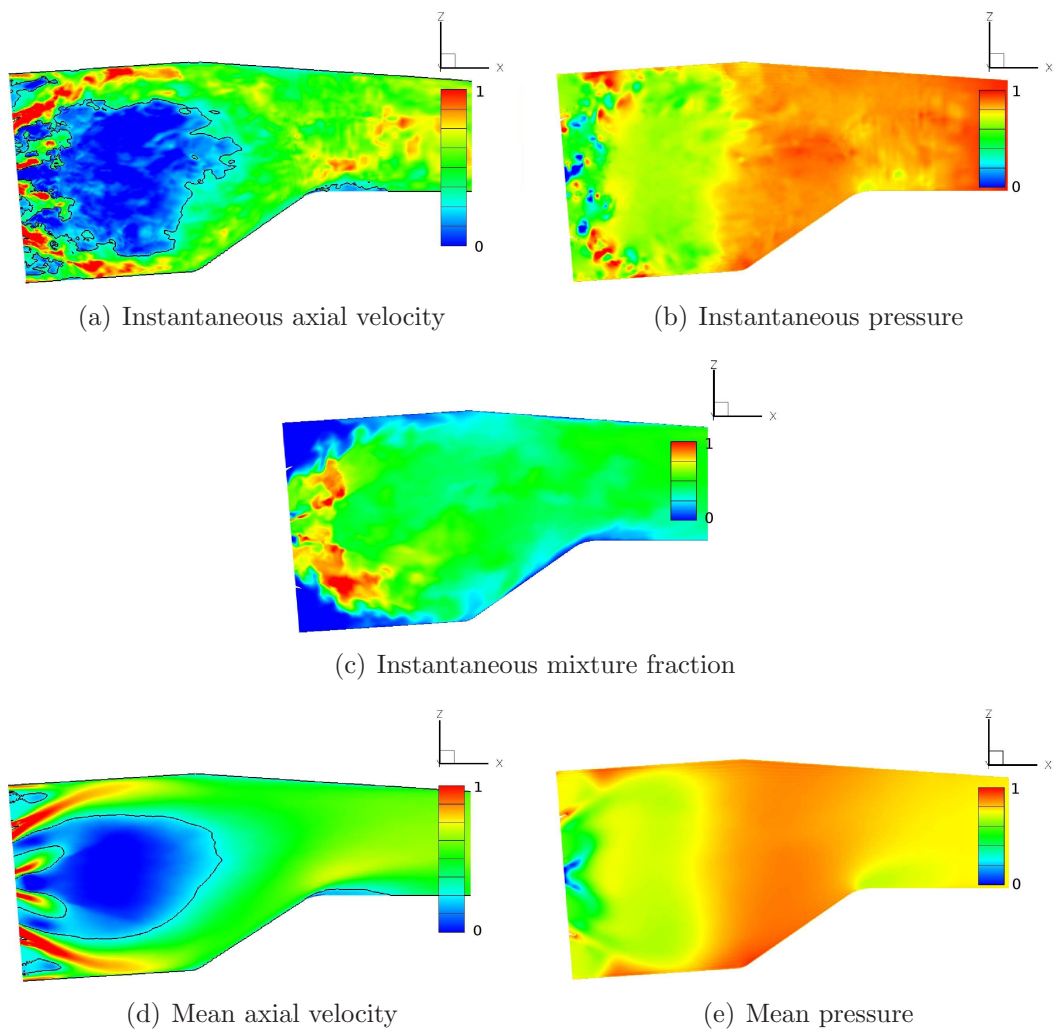 Z
X
1
0
(a) Instantaneous axial velocity
Z
X
1
0
(b) Instantaneous pressure
Z
X
1
0
(c) Instantaneous mixture fraction
Z
X
1
0
(d) Mean axial velocity
Z
X
1
0
(e) Mean pressure